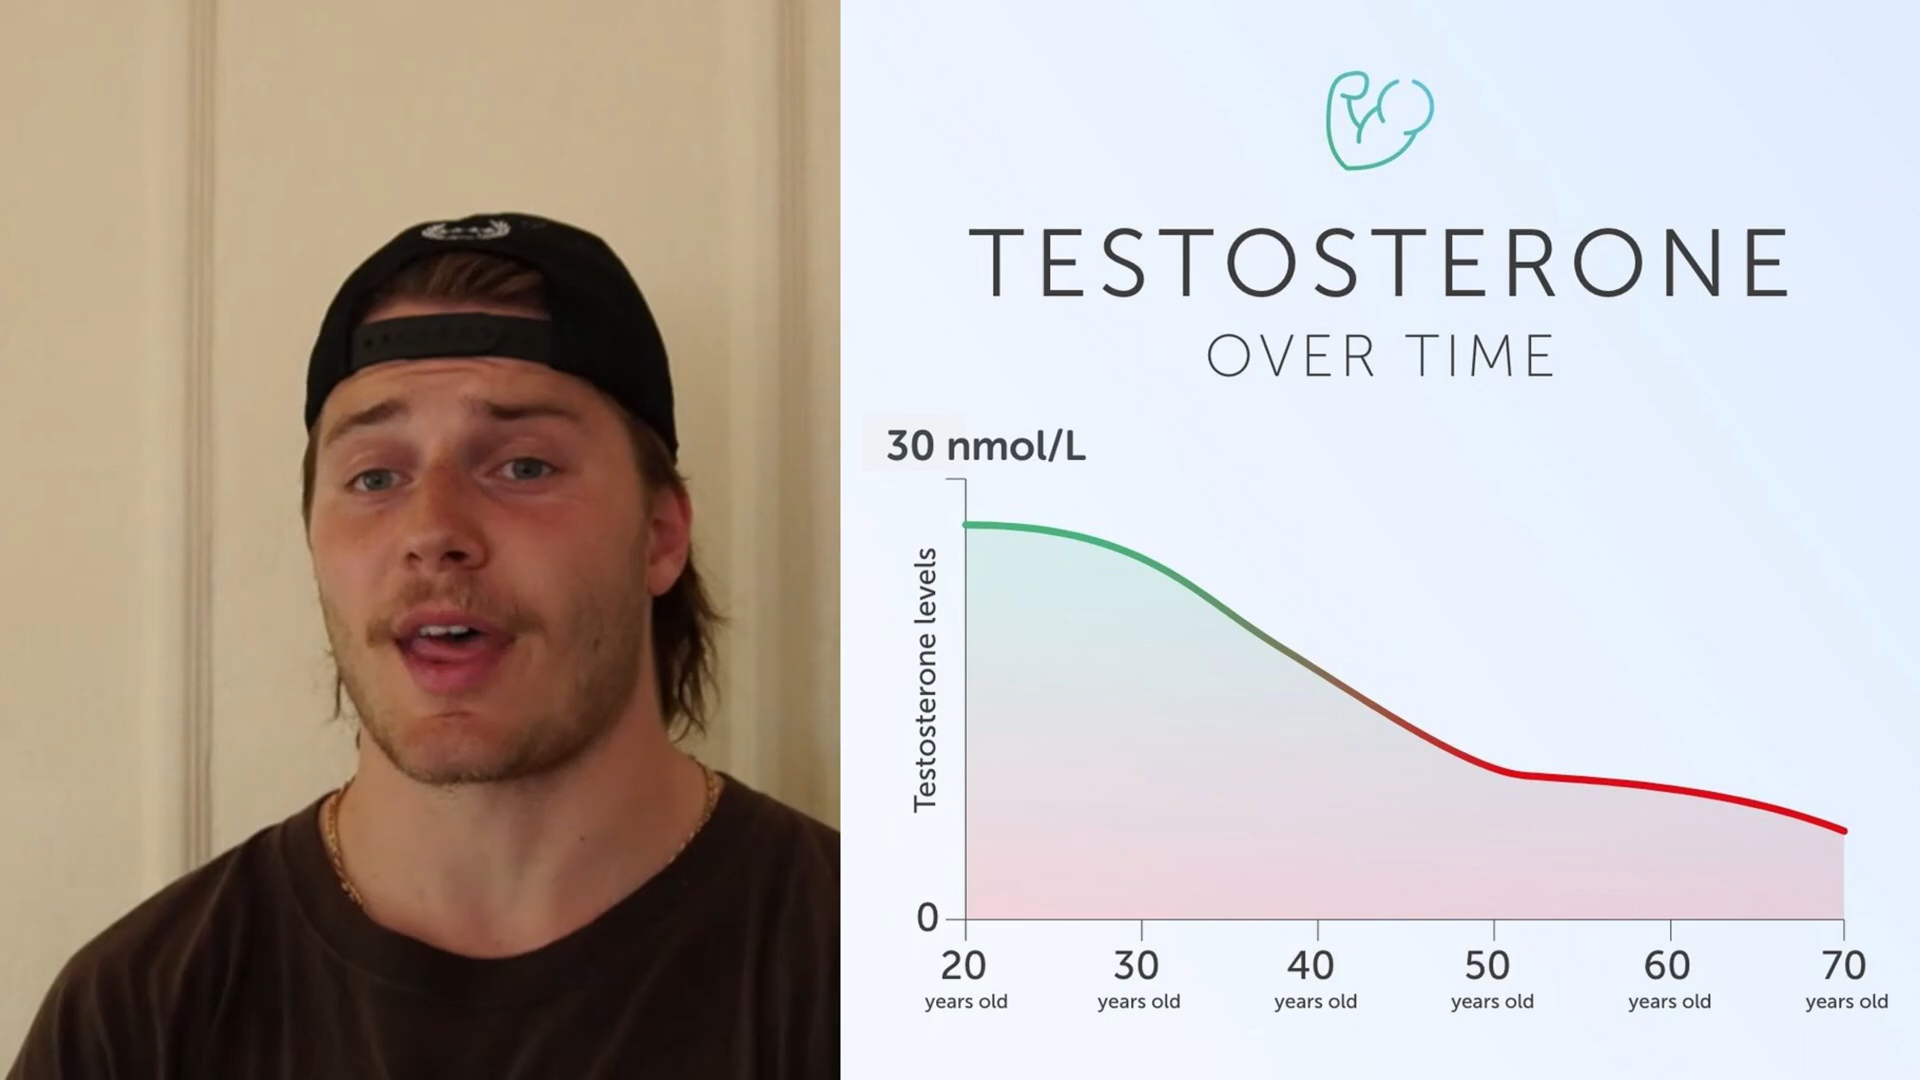 TESTOSTERONE
OVER TIME
30 nmol/L
Testosterone levels
0
20 30 40 50 60 70
years old years old years old years old years old years old